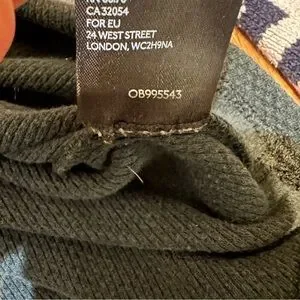 CA 32054
FOR EU
24 WEST STREET
LONDON, WC2H9NA
OB995543